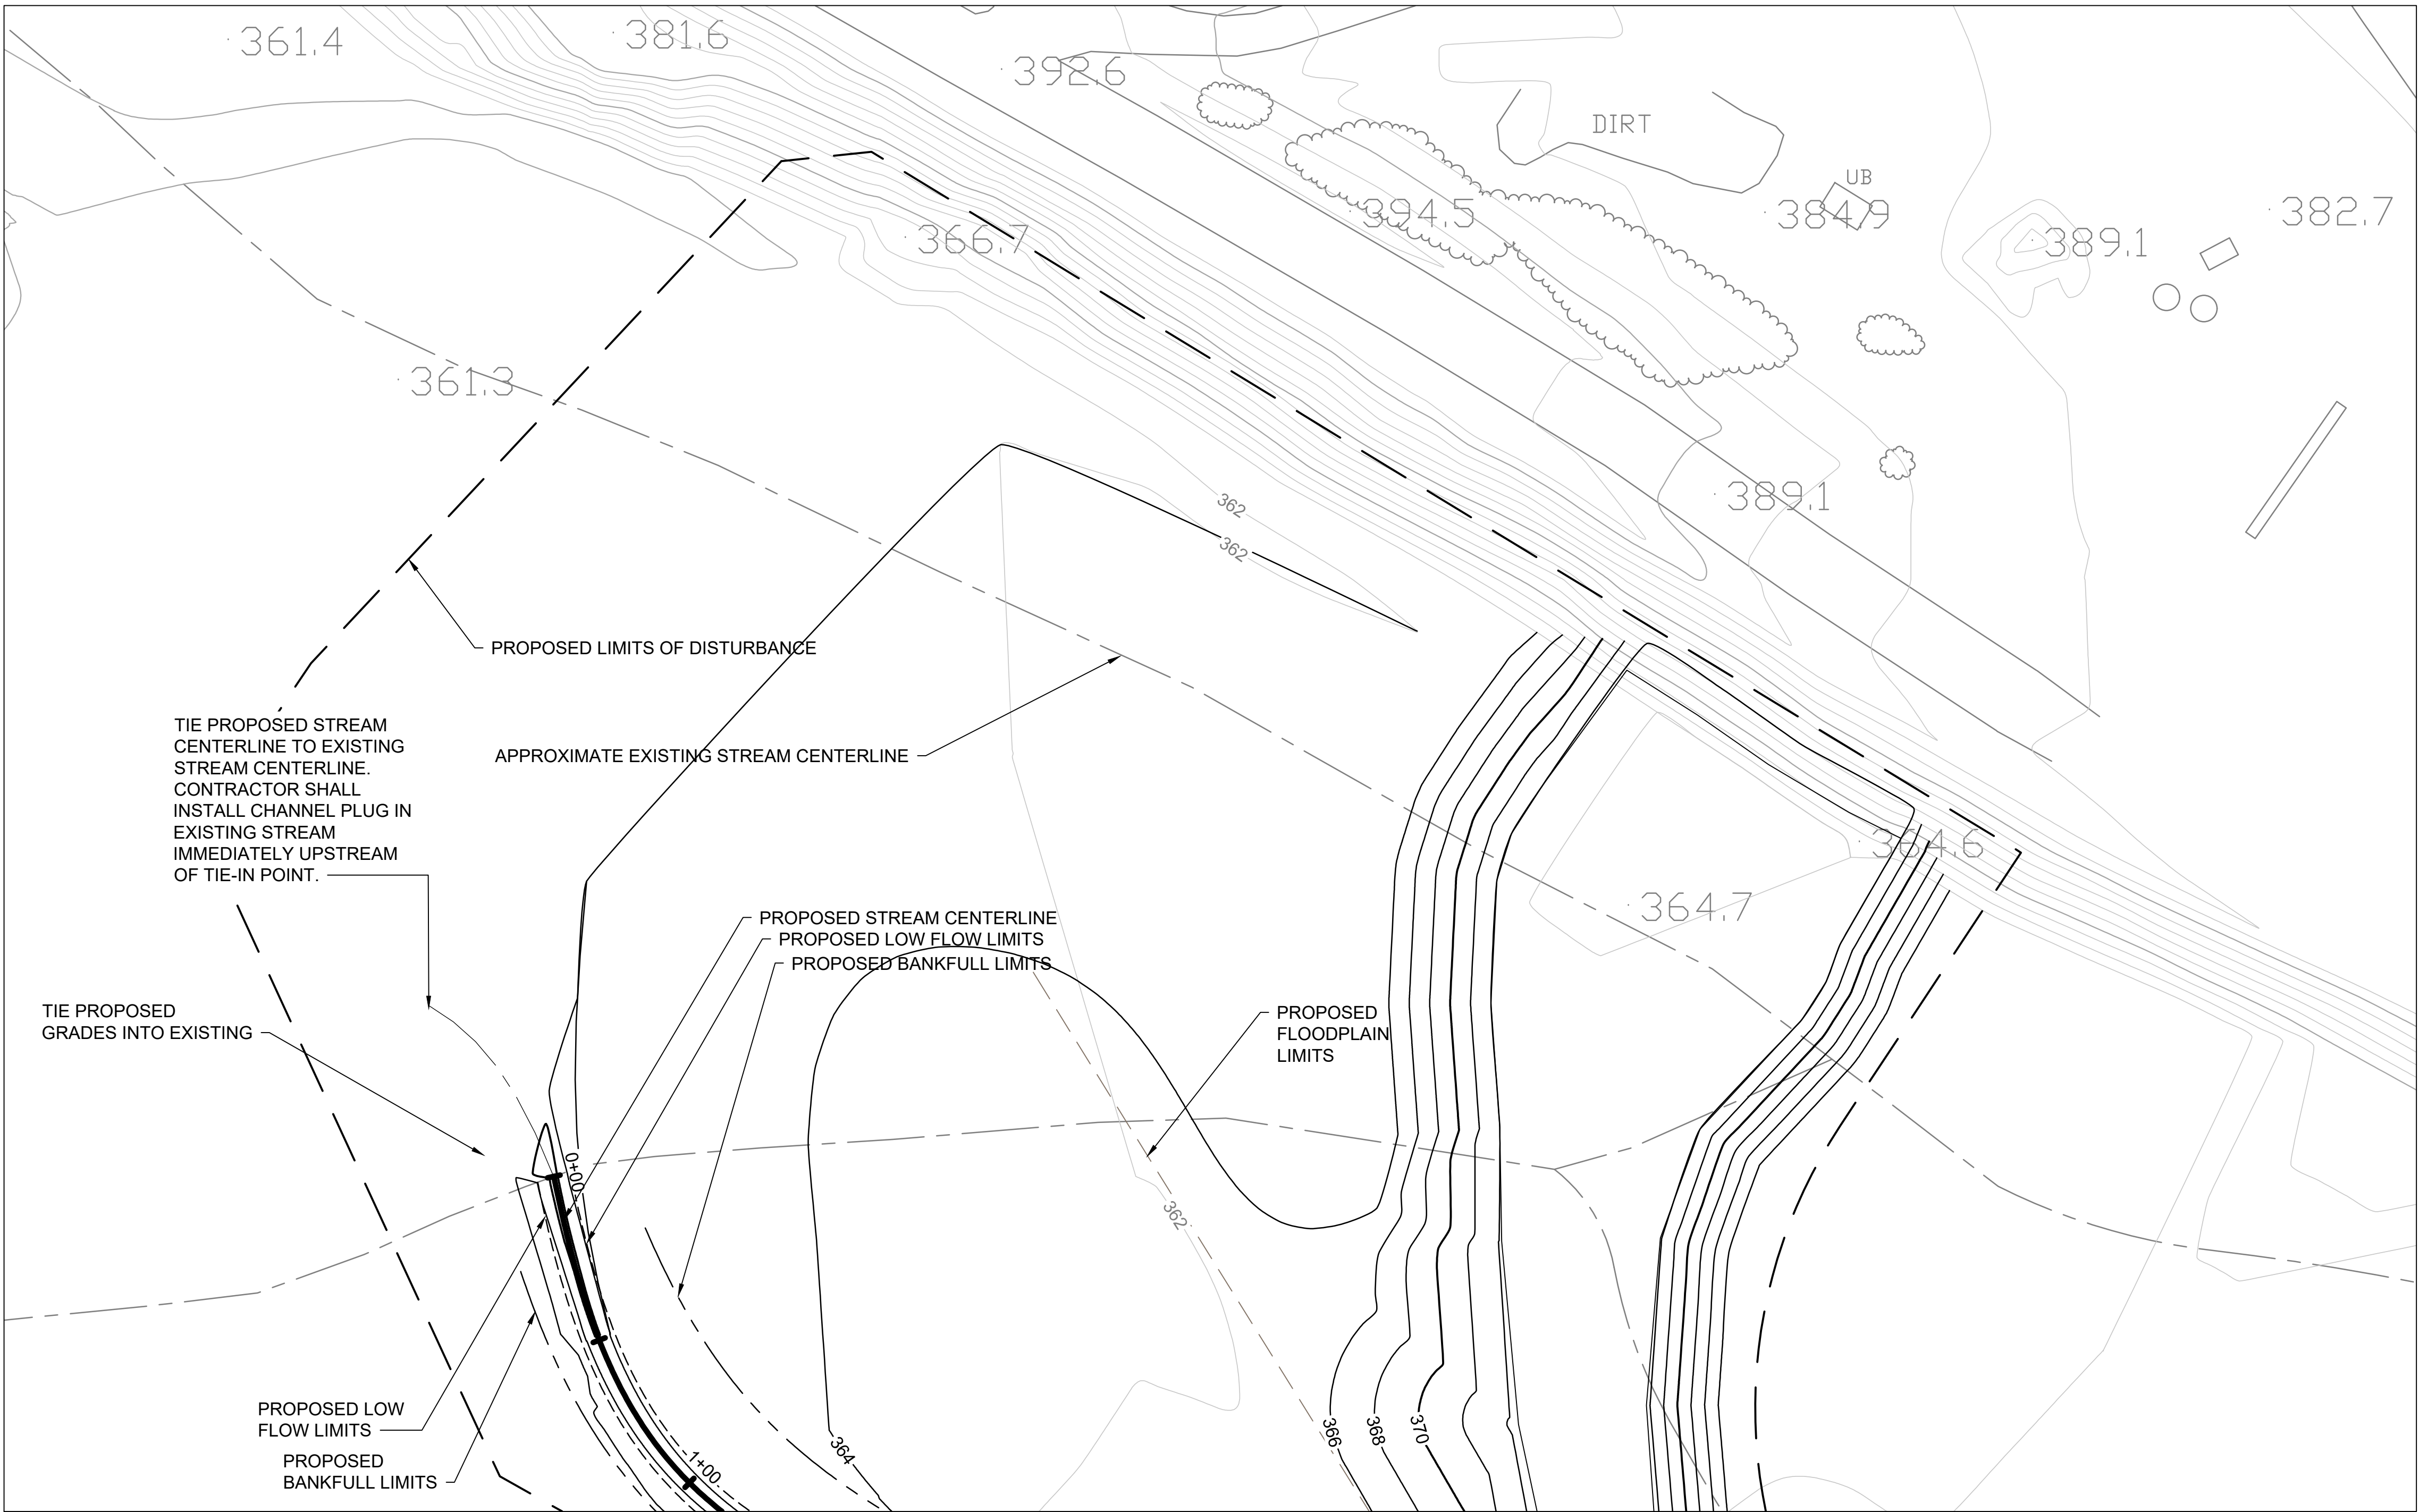 361.4
381.6
392.6
DIRT
UB
394.5
384.9
382.7
366.7
389.1
361.3
389.1
362
362
PROPOSED LIMITS OF DISTURBANCE
TIE PROPOSED STREAM
CENTERLINE TO EXISTING
STREAM CENTERLINE.
CONTRACTOR SHALL
INSTALL CHANNEL PLUG IN
EXISTING STREAM
IMMEDIATELY UPSTREAM
OF TIE-IN POINT.
APPROXIMATE EXISTING STREAM CENTERLINE
364.6
364.7
PROPOSED STREAM CENTERLINE
PROPOSED LOW FLOW LIMITS
PROPOSED BANKFULL LIMITS
TIE PROPOSED
GRADES INTO EXISTING
PROPOSED
FLOODPLAIN
LIMITS
0+00
362
PROPOSED LOW
FLOW LIMITS
PROPOSED
BANKFULL LIMITS
1+00
364
366
368
370